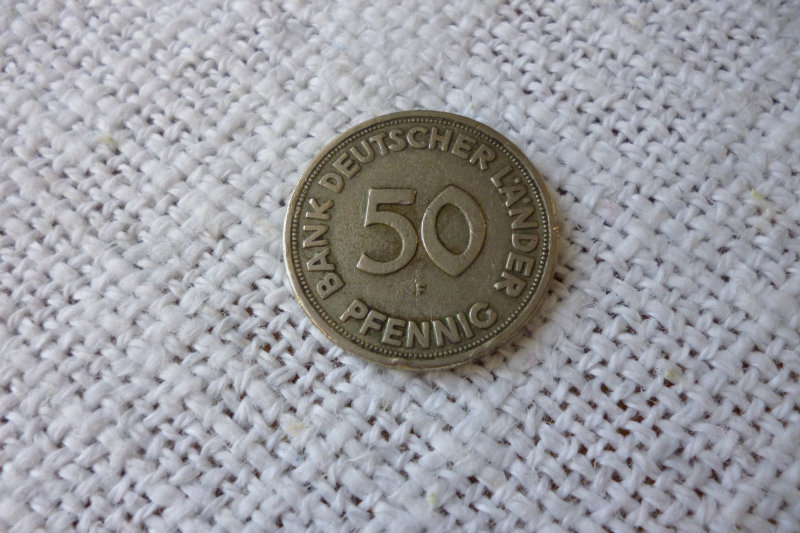 BANK DEUTSCHER LÄNDER
50
F
PFENNIG